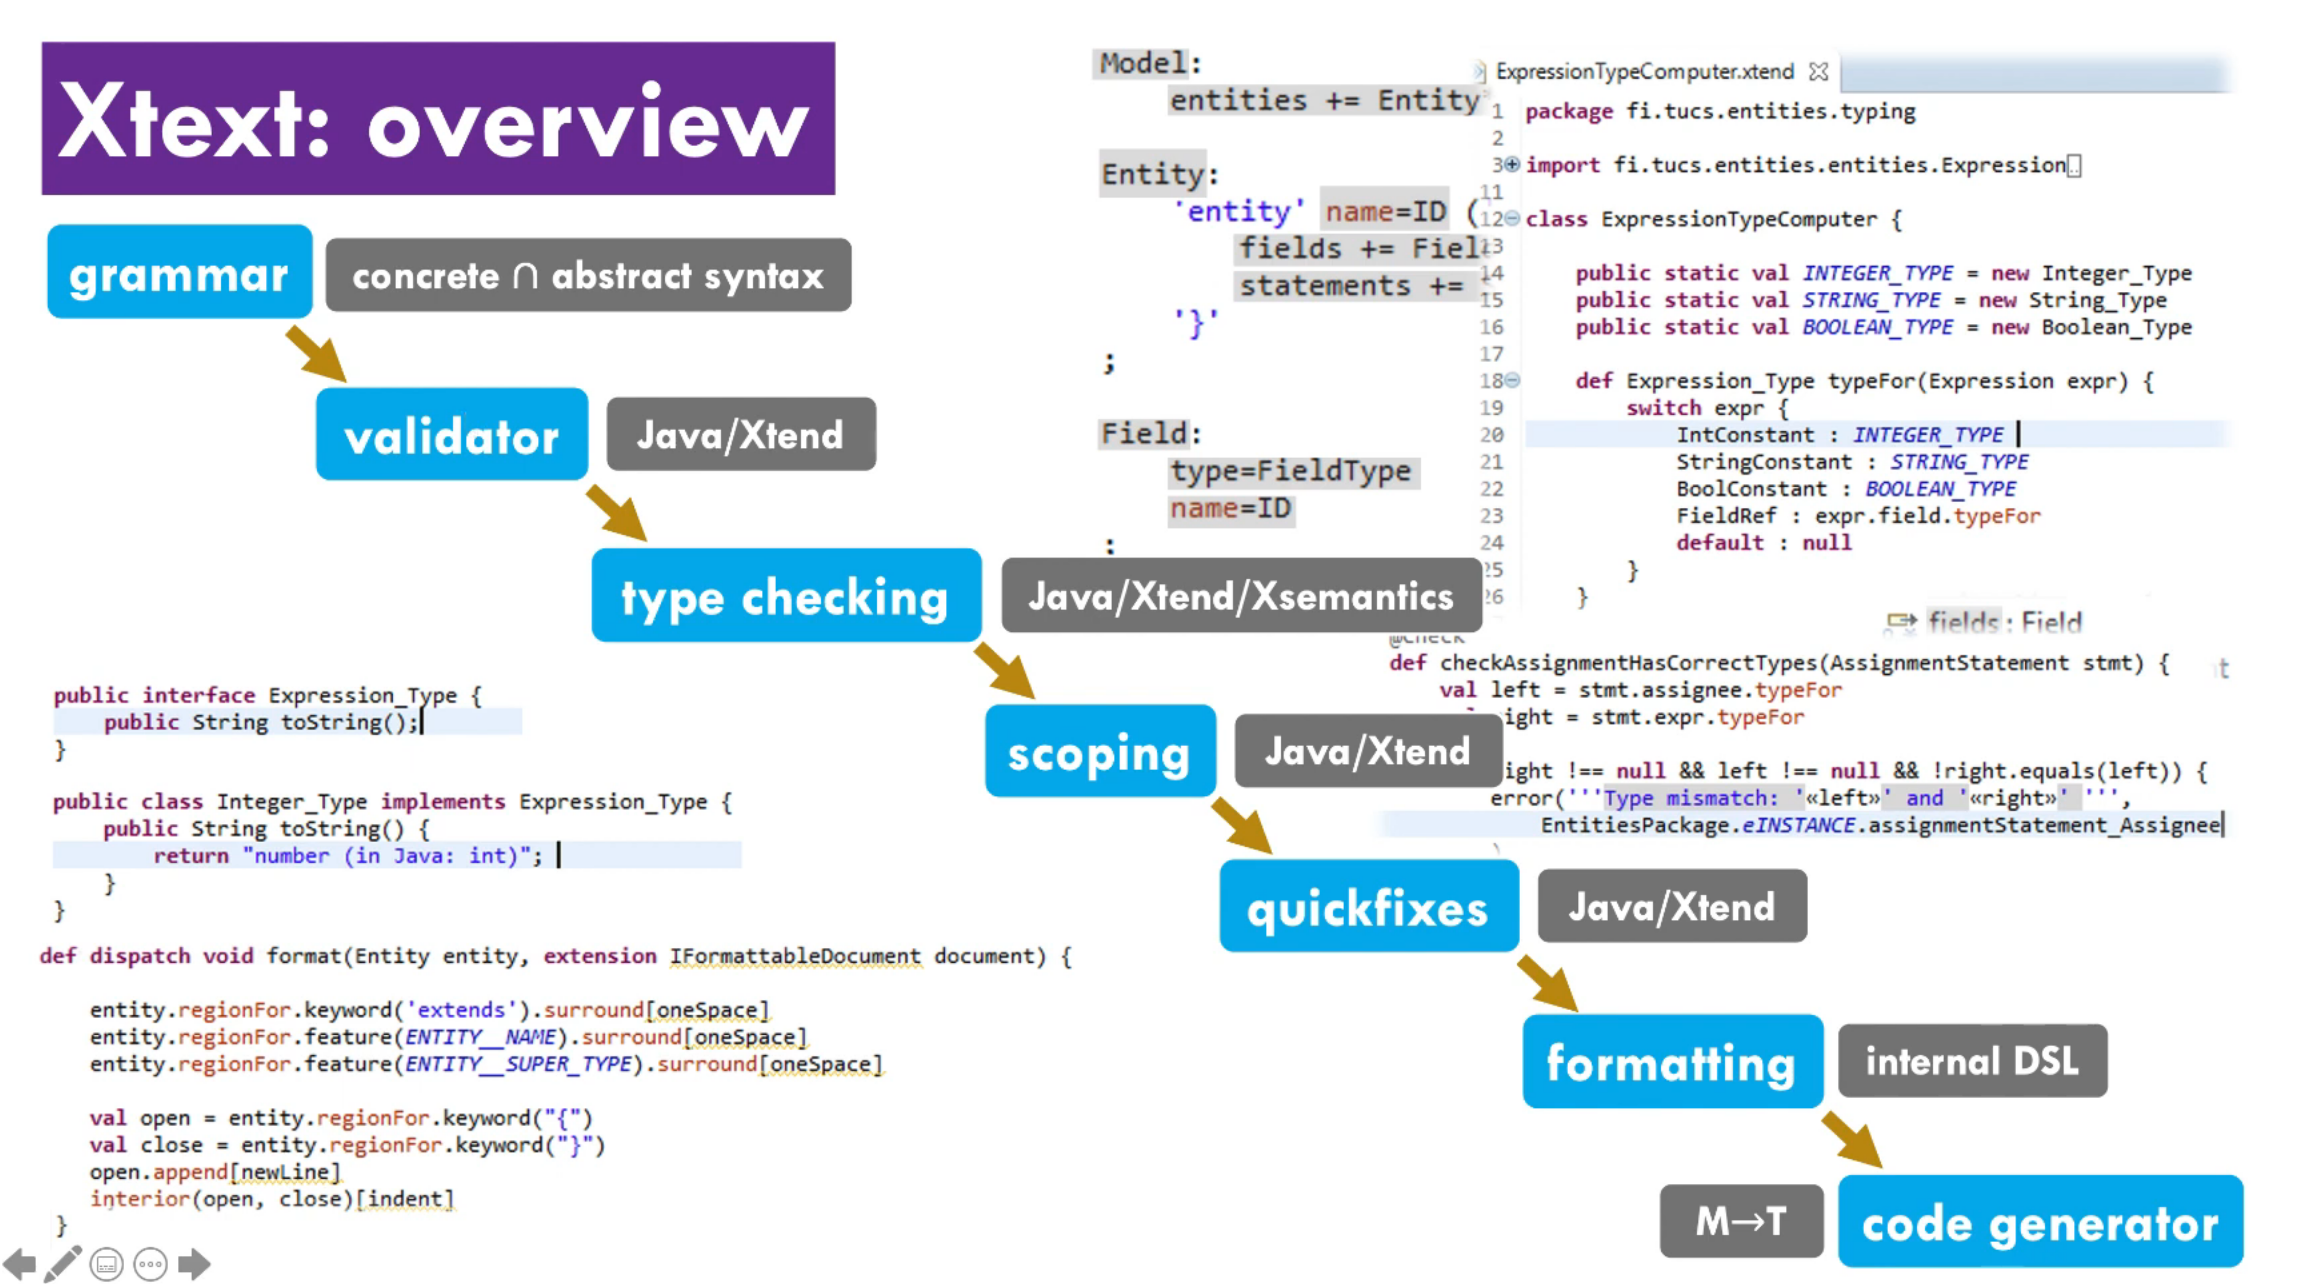 Xtext: overview
grammar
concrete ∩ abstract syntax
validator
Java/Xtend
type checking
Java/Xtend/Xsemantics
scoping
Java/Xtend
quickfixes
Java/Xtend
formatting
internal DSL
M→T
code generator
Model:
entities += Entity
Entity:
'entity' name=ID (
fields += Fiel
statements +=
'}'
;
Field:
type=FieldType
name=ID
ExpressionTypeComputer.xtend
1 package fi.tucs.entities.typing
2
3 import fi.tucs.entities.entities.Expression
11
12 class ExpressionTypeComputer {
13
14 public static val INTEGER_TYPE = new Integer_Type
15 public static val STRING_TYPE = new String_Type
16 public static val BOOLEAN_TYPE = new Boolean_Type
17
18 def Expression_Type typeFor(Expression expr) {
19 switch expr {
20 IntConstant : INTEGER_TYPE
21 StringConstant : STRING_TYPE
22 BoolConstant : BOOLEAN_TYPE
23 FieldRef : expr.field.typeFor
24 default : null
25 }
26 }
fields : Field
@Check
def checkAssignmentHasCorrectTypes(AssignmentStatement stmt) {
val left = stmt.assignee.typeFor
ight = stmt.expr.typeFor
ight !== null && left !== null && !right.equals(left)) {
error('''Type mismatch: '«left»' and '«right»' ''',
EntitiesPackage.eINSTANCE.assignmentStatement_Assignee
public interface Expression_Type {
public String toString();
}
public class Integer_Type implements Expression_Type {
public String toString() {
return "number (in Java: int)";
}
}
def dispatch void format(Entity entity, extension IFormattableDocument document) {
entity.regionFor.keyword('extends').surround[oneSpace]
entity.regionFor.feature(ENTITY__NAME).surround[oneSpace]
entity.regionFor.feature(ENTITY__SUPER_TYPE).surround[oneSpace]
val open = entity.regionFor.keyword("{")
val close = entity.regionFor.keyword("}")
open.append[newLine]
interior(open, close)[indent]
}